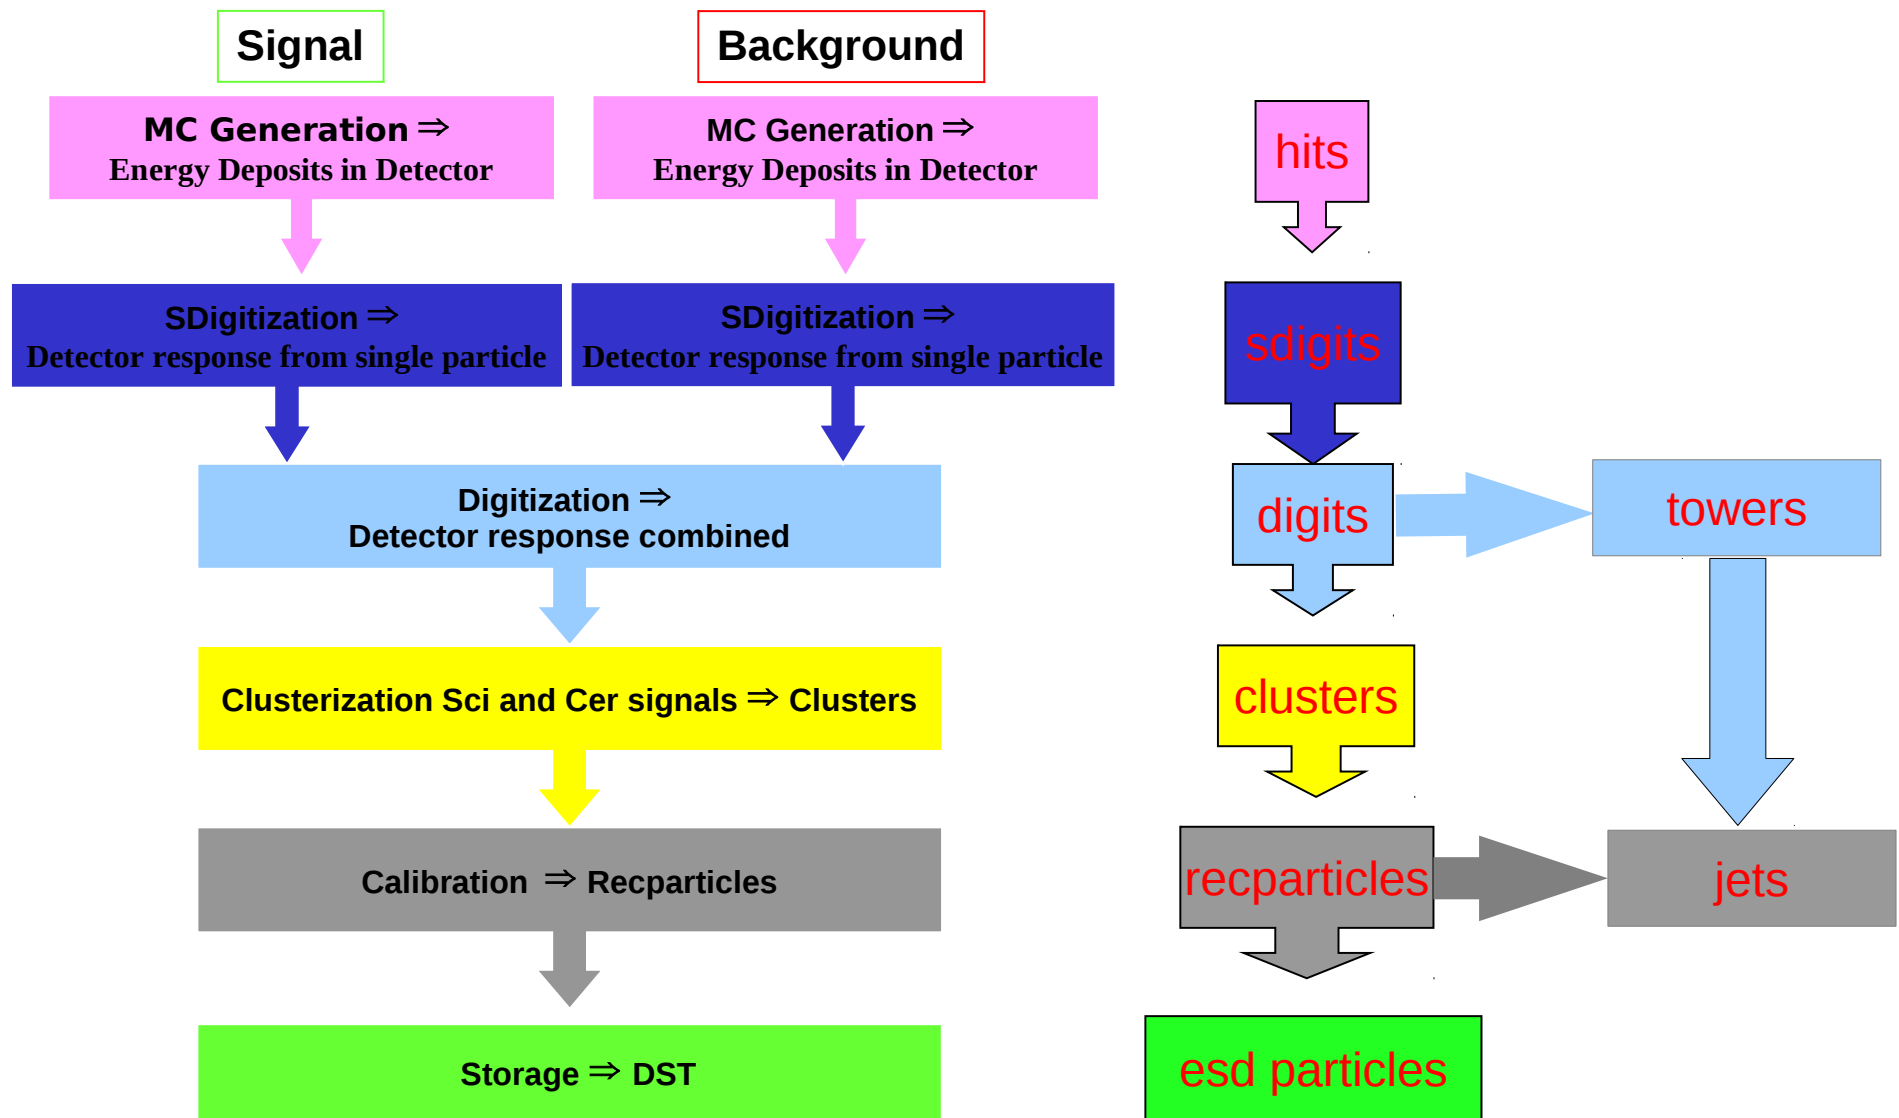 Signal
Background
MC Generation ⇒
Energy Deposits in Detector
MC Generation ⇒
Energy Deposits in Detector
hits
SDigitization ⇒
Detector response from single particle
SDigitization ⇒
Detector response from single particle
sdigits
Digitization ⇒
Detector response combined
digits
towers
Clusterization Sci and Cer signals ⇒ Clusters
clusters
Calibration ⇒ Recparticles
recparticles
jets
Storage ⇒ DST
esd particles